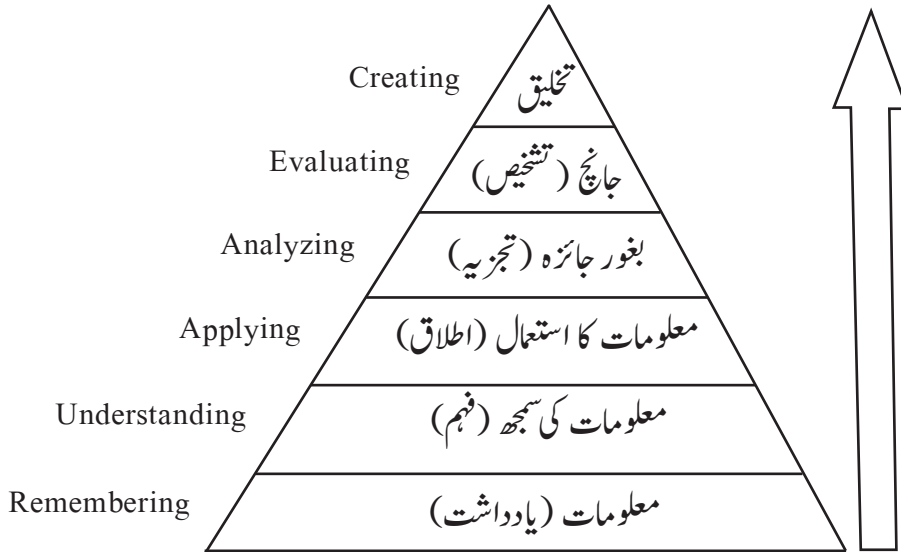 Creating
تخلیق
Evaluating
جانچ (تشخیص)
Analyzing
بغور جائزہ (تجزیہ)
Applying
معلومات کا استعمال (اطلاق)
Understanding
معلومات کی سمجھ (فہم)
Remembering
معلومات (یادداشت)